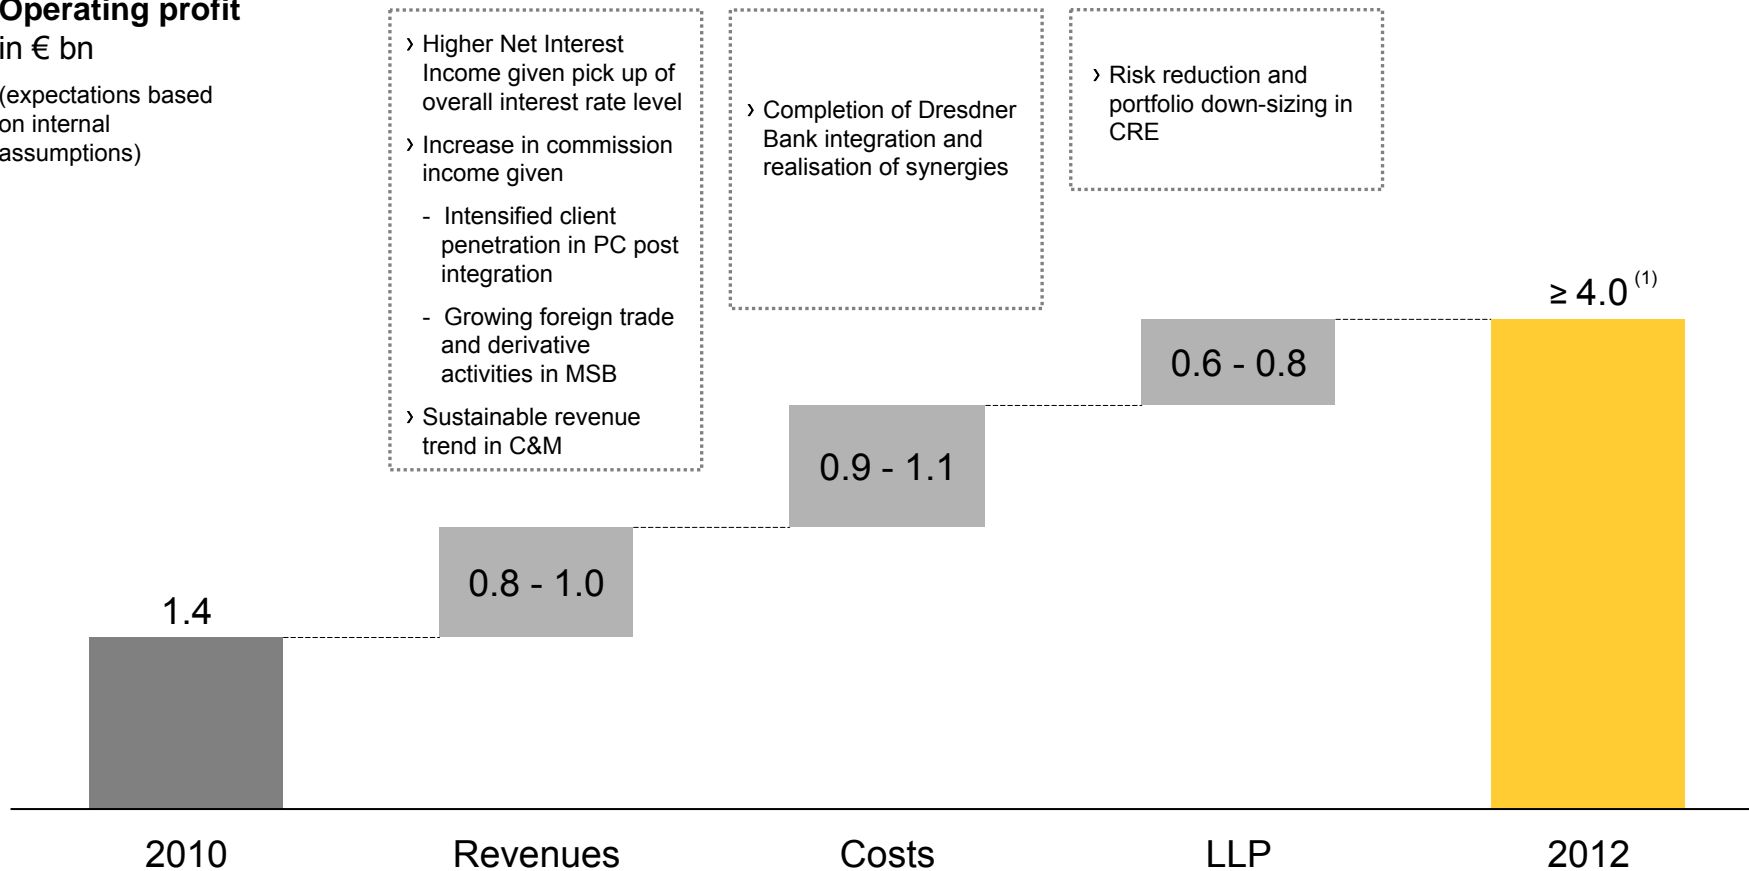 Operating profit
in € bn
(expectations based
on internal
assumptions)
› Higher Net Interest
Income given pick up of
overall interest rate level
› Increase in commission
income given
- Intensified client
penetration in PC post
integration
- Growing foreign trade
and derivative
activities in MSB
› Sustainable revenue
trend in C&M
› Completion of Dresdner
Bank integration and
realisation of synergies
› Risk reduction and
portfolio down-sizing in
CRE
1.4
0.8 - 1.0
0.9 - 1.1
0.6 - 0.8
≥ 4.0 (1)
2010
Revenues
Costs
LLP
2012